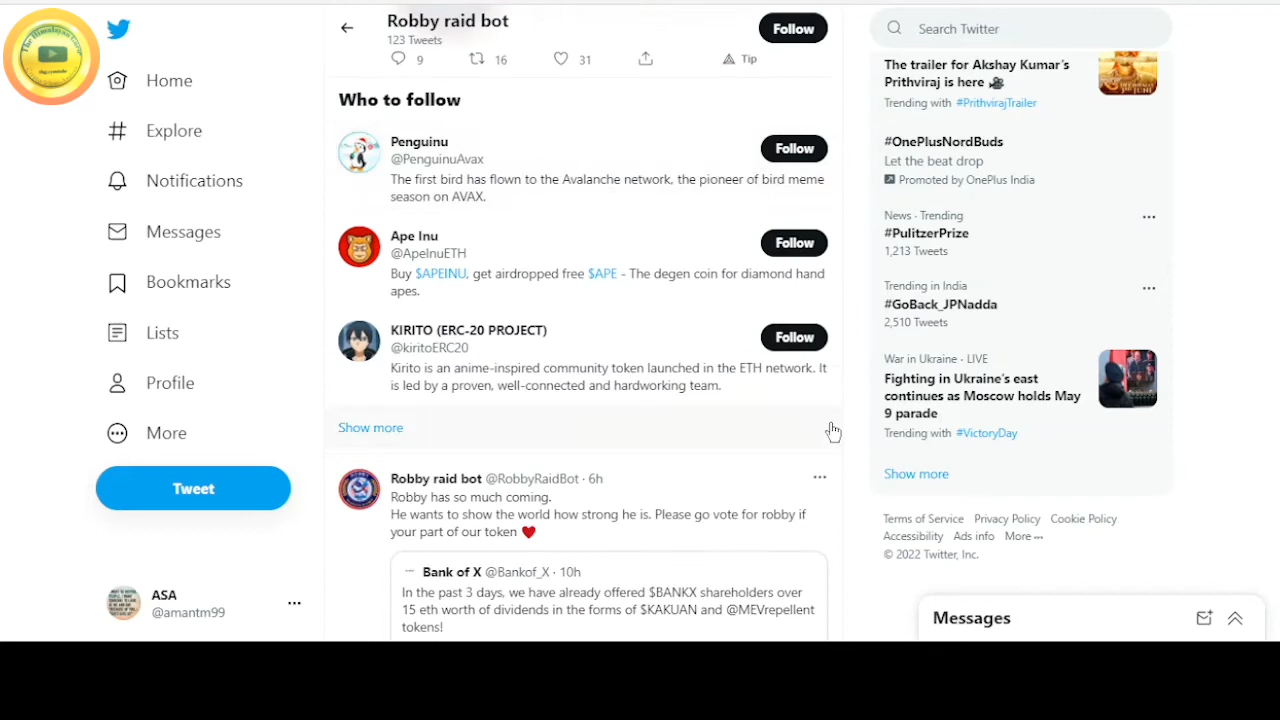 Home
Explore
Notifications
Messages
Bookmarks
Lists
Profile
More
Tweet
ASA
@amantm99
Robby raid bot
123 Tweets
Follow
9 16 31 Tip
Who to follow
Penguinu
@PenguinuAvax
Follow
The first bird has flown to the Avalanche network, the pioneer of bird meme
season on AVAX.
Ape Inu
@ApeInuETH
Follow
Buy $APEINU, get airdropped free $APE - The degen coin for diamond hand
apes.
KIRITO (ERC-20 PROJECT)
@kiritoERC20
Follow
Kirito is an anime-inspired community token launched in the ETH network. It
is led by a proven, well-connected and hardworking team.
Show more
Robby raid bot @RobbyRaidBot · 6h
Robby has so much coming.
He wants to show the world how strong he is. Please go vote for robby if
your part of our token ♥
Bank of X @Bankof_X · 10h
In the past 3 days, we have already offered $BANKX shareholders over
15 eth worth of dividends in the forms of $KAKUAN and @MEVrepellent
tokens!
Search Twitter
The trailer for Akshay Kumar's
Prithviraj is here 🎥
Trending with #PrithvirajTrailer
#OnePlusNordBuds
Let the beat drop
Promoted by OnePlus India
News · Trending
#PulitzerPrize
1,213 Tweets
Trending in India
#GoBack_JPNadda
2,510 Tweets
War in Ukraine · LIVE
Fighting in Ukraine's east
continues as Moscow holds May
9 parade
Trending with #VictoryDay
Show more
Terms of Service Privacy Policy Cookie Policy
Accessibility Ads info More ···
© 2022 Twitter, Inc.
Messages